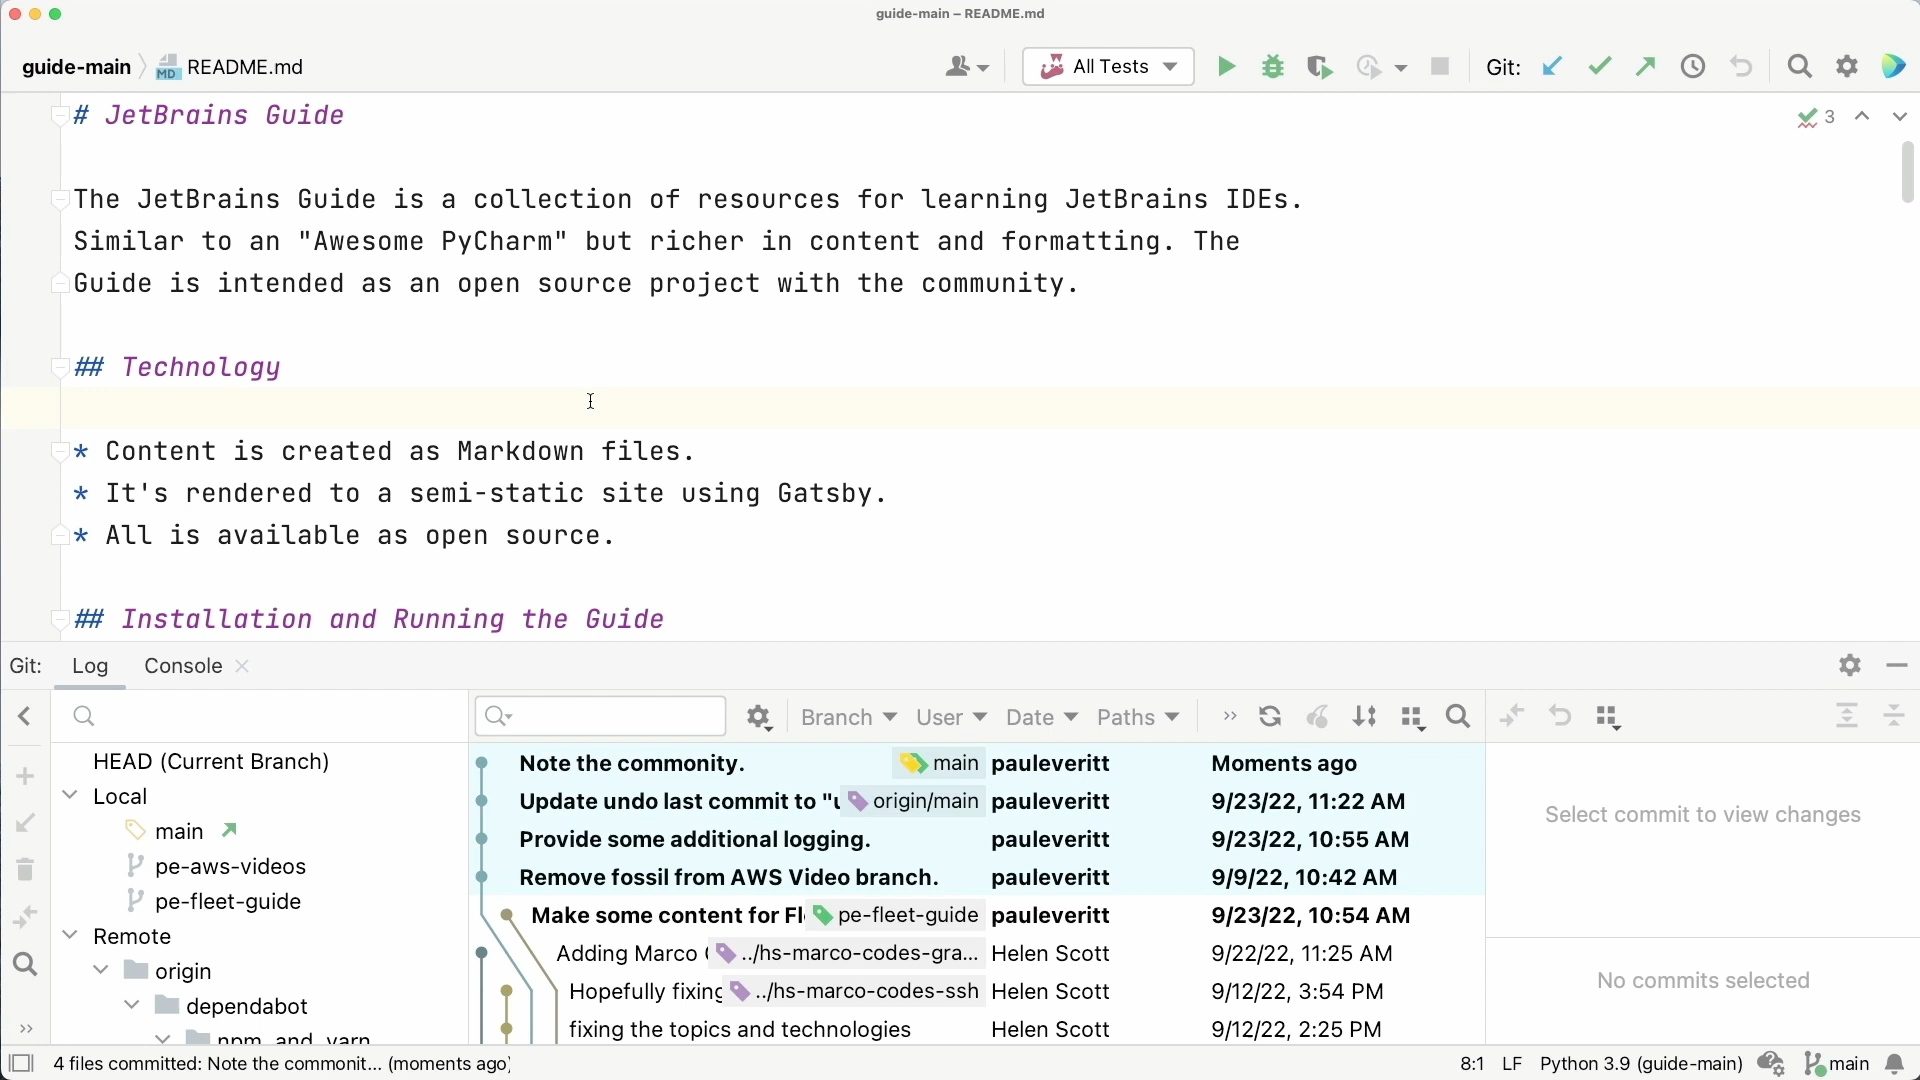 guide-main – README.md
guide-main README.md
All Tests
Git:
# JetBrains Guide
3
The JetBrains Guide is a collection of resources for learning JetBrains IDEs.
Similar to an "Awesome PyCharm" but richer in content and formatting. The
Guide is intended as an open source project with the community.
## Technology
* Content is created as Markdown files.
* It's rendered to a semi-static site using Gatsby.
* All is available as open source.
## Installation and Running the Guide
Git: Log Console
Branch User Date Paths
HEAD (Current Branch)
Local
main
pe-aws-videos
pe-fleet-guide
Remote
origin
dependabot
npm_and_yarn
Note the commonity. main pauleveritt Moments ago
Update undo last commit to "u origin/main pauleveritt 9/23/22, 11:22 AM
Provide some additional logging. pauleveritt 9/23/22, 10:55 AM
Remove fossil from AWS Video branch. pauleveritt 9/9/22, 10:42 AM
Make some content for Fl pe-fleet-guide pauleveritt 9/23/22, 10:54 AM
Adding Marco ../hs-marco-codes-gra... Helen Scott 9/22/22, 11:25 AM
Hopefully fixing ../hs-marco-codes-ssh Helen Scott 9/12/22, 3:54 PM
fixing the topics and technologies Helen Scott 9/12/22, 2:25 PM
Select commit to view changes
No commits selected
4 files committed: Note the commonit... (moments ago)
8:1 LF Python 3.9 (guide-main) main